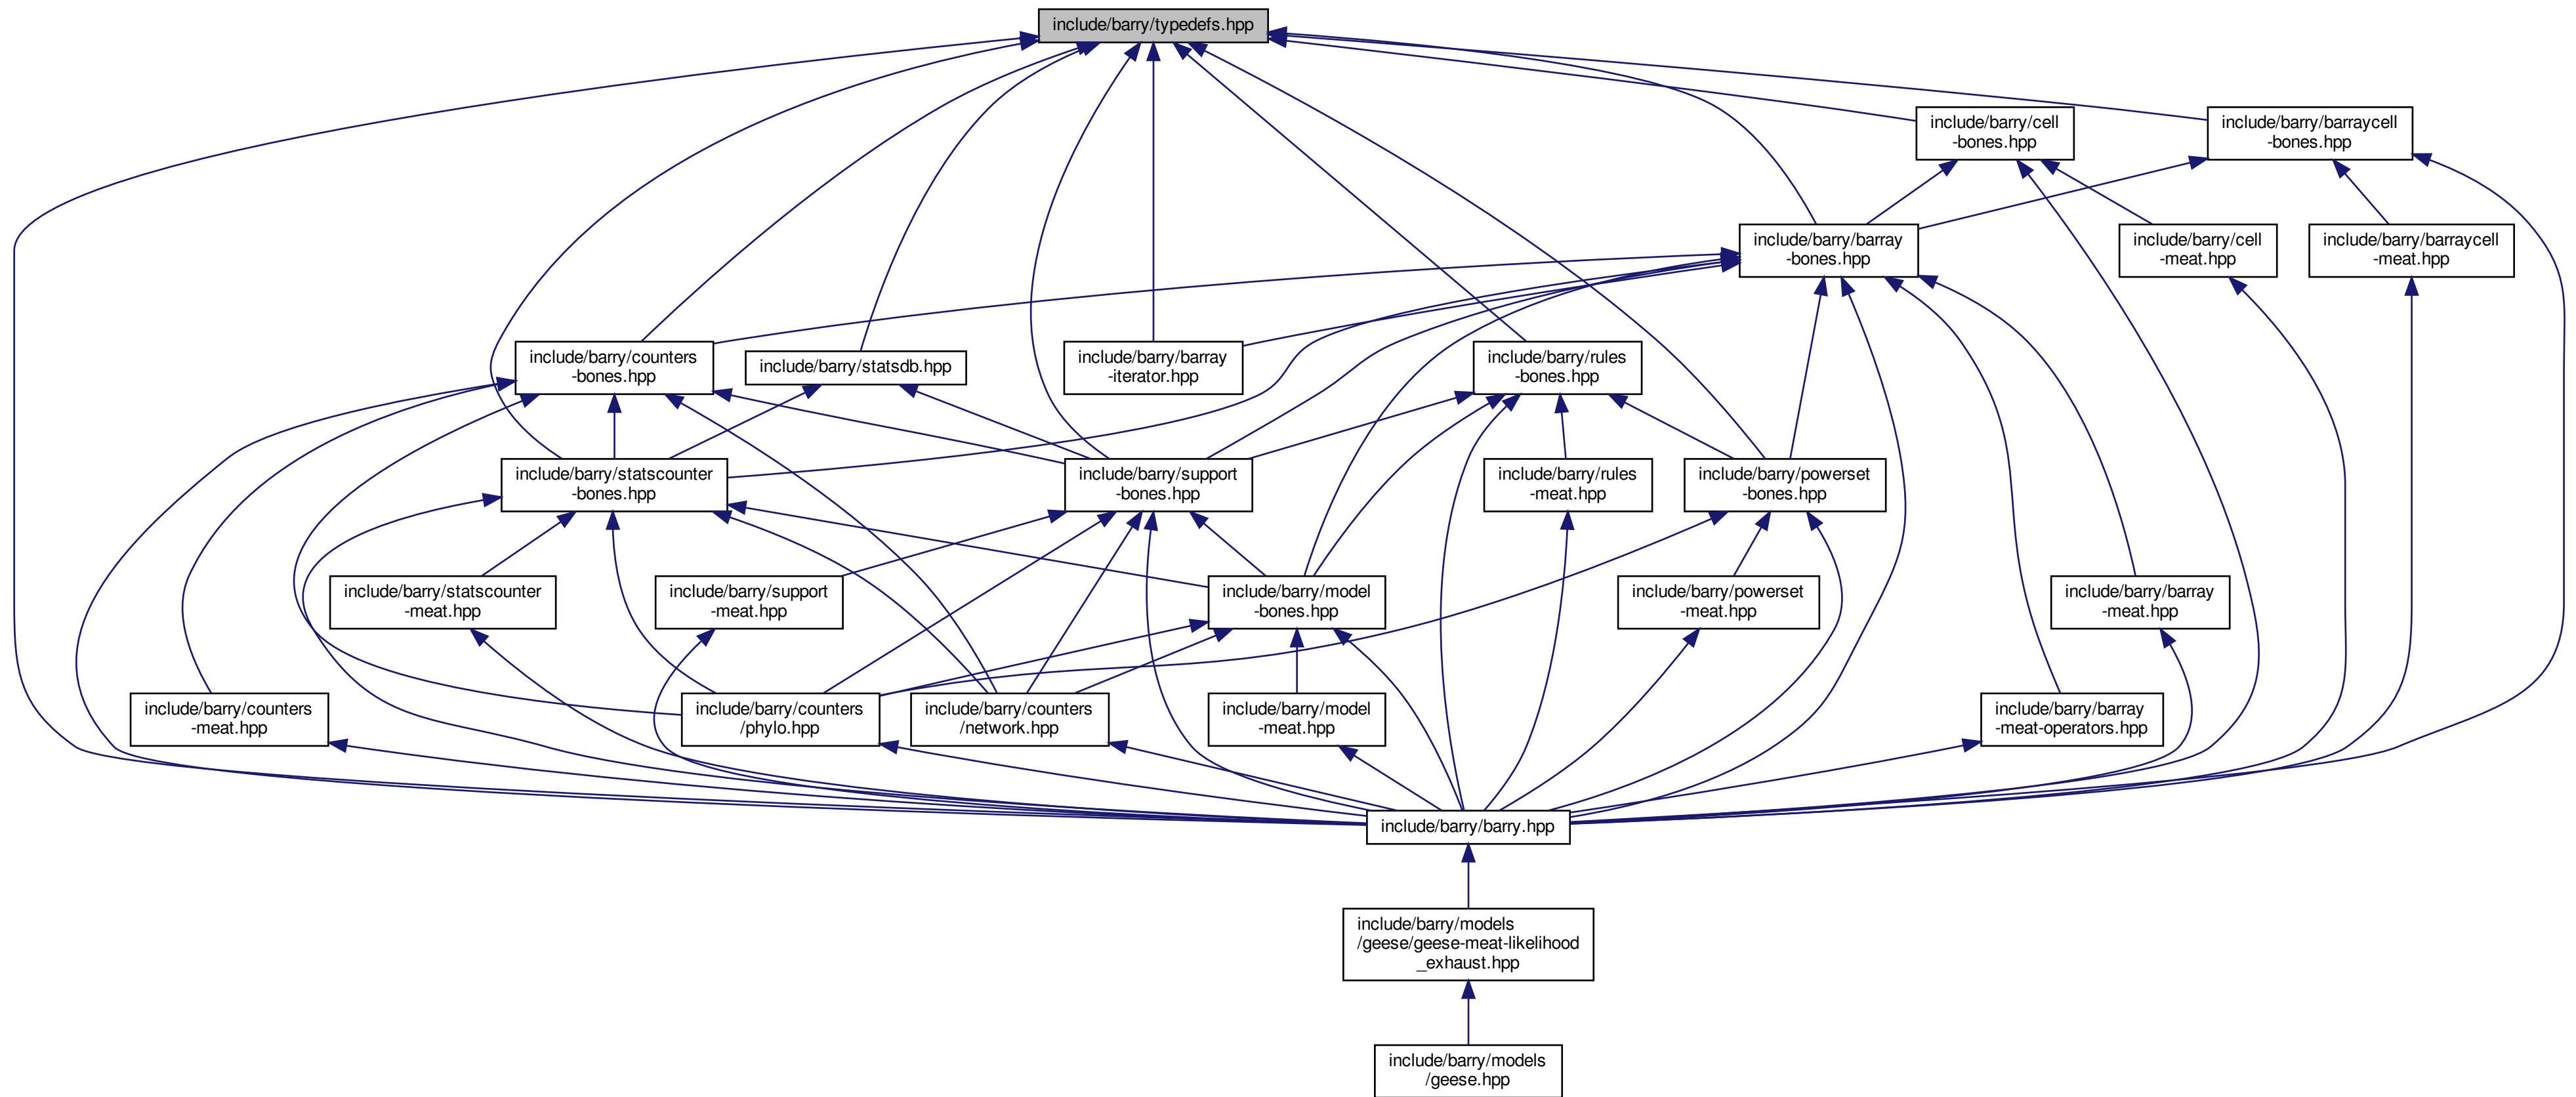 include/barry/typedefs.hpp
include/barry/cell
-bones.hpp
include/barry/barraycell
-bones.hpp
include/barry/barray
-bones.hpp
include/barry/cell
-meat.hpp
include/barry/barraycell
-meat.hpp
include/barry/counters
-bones.hpp
include/barry/statsdb.hpp
include/barry/barray
-iterator.hpp
include/barry/rules
-bones.hpp
include/barry/statscounter
-bones.hpp
include/barry/support
-bones.hpp
include/barry/rules
-meat.hpp
include/barry/powerset
-bones.hpp
include/barry/statscounter
-meat.hpp
include/barry/support
-meat.hpp
include/barry/model
-bones.hpp
include/barry/powerset
-meat.hpp
include/barry/barray
-meat.hpp
include/barry/counters
-meat.hpp
include/barry/counters
/phylo.hpp
include/barry/counters
/network.hpp
include/barry/model
-meat.hpp
include/barry/barray
-meat-operators.hpp
include/barry/barry.hpp
include/barry/models
/geese/geese-meat-likelihood
_exhaust.hpp
include/barry/models
/geese.hpp